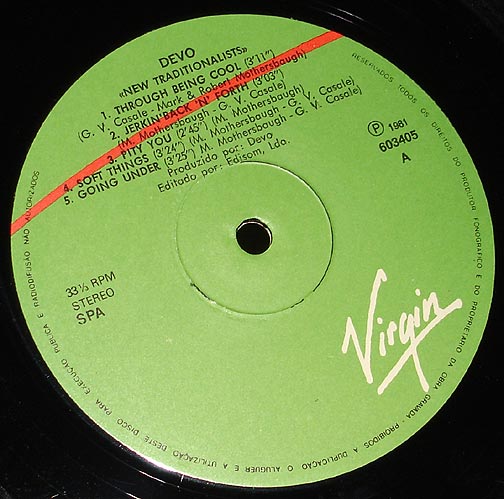 DEVO
«NEW TRADITIONALISTS»
1. THROUGH BEING COOL (3'11")
(G. V. Casale - Mark & Robert Mothersbaugh)
2. JERKIN'BACK 'N' FORTH (3'03")
(M. Mothersbaugh - G. V. Casale)
3. PITY YOU (2'45") (M. Mothersbaugh)
4. SOFT THINGS (3'24") (M. Mothersbaugh - G. V. Casale)
5. GOING UNDER (3'25") (M. Mothersbaugh - G. V. Casale)
Produzido por: Devo
Editado por: Edisom, Lda.
℗ 1981
603405
A
33⅓ RPM
STEREO
SPA
Virgin
RESERVADOS TODOS OS DIREITOS DO PRODUTOR FONOGRÁFICO E DO PROPRIETÁRIO DA OBRA GRAVADA - PROIBIDOS A DUPLICAÇÃO O ALUGUER E A UTILIZAÇÃO DESTE DISCO PARA EXECUÇÃO PÚBLICA E RADIODIFUSÃO NÃO AUTORIZADOS